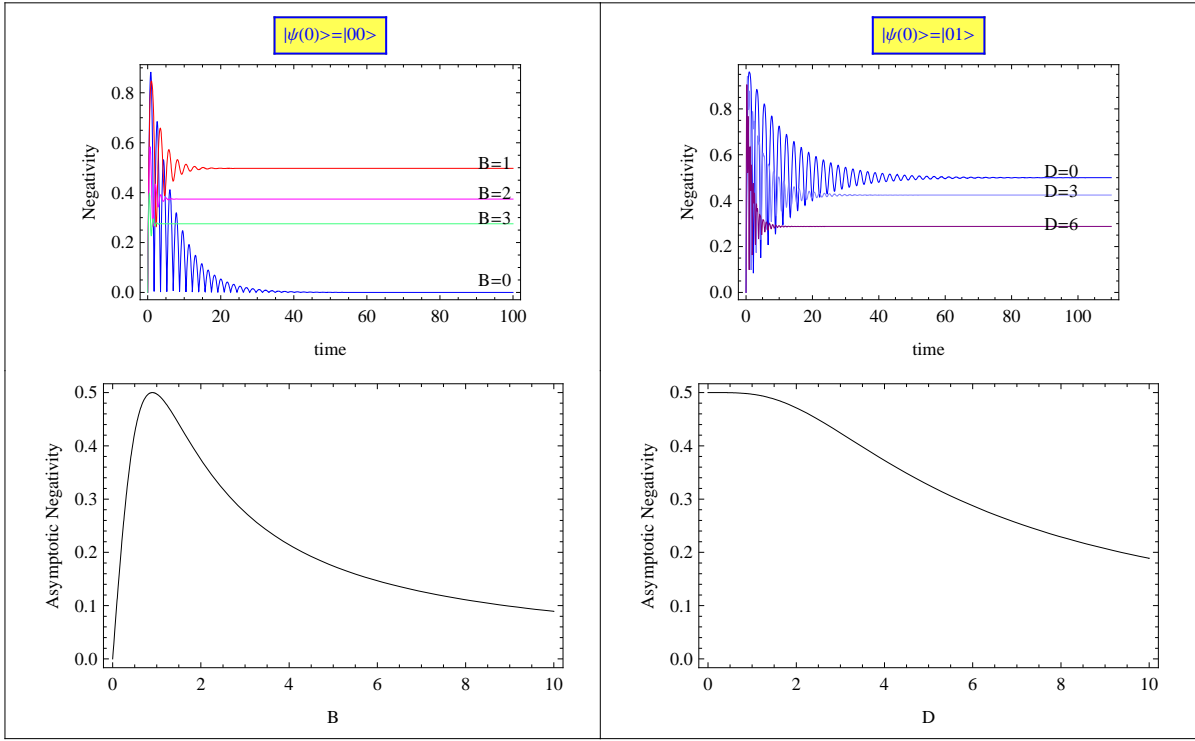 |ψ(0)>=|00>
Negativity
0.8
0.6
0.4
0.2
0.0
B=1
B=2
B=3
B=0
0 20 40 60 80 100
time
|ψ(0)>=|01>
Negativity
0.8
0.6
0.4
0.2
0.0
D=0
D=3
D=6
0 20 40 60 80 100
time
Asymptotic Negativity
0.5
0.4
0.3
0.2
0.1
0.0
0 2 4 6 8 10
B
Asymptotic Negativity
0.5
0.4
0.3
0.2
0.1
0.0
0 2 4 6 8 10
D